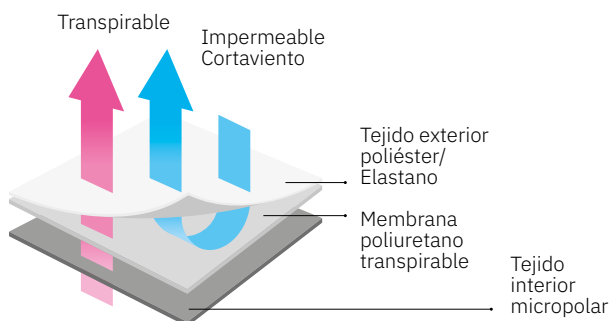 Transpirable
Impermeable
Cortaviento
Tejido exterior
poliéster/
Elastano
Membrana
poliuretano
transpirable
Tejido
interior
micropolar